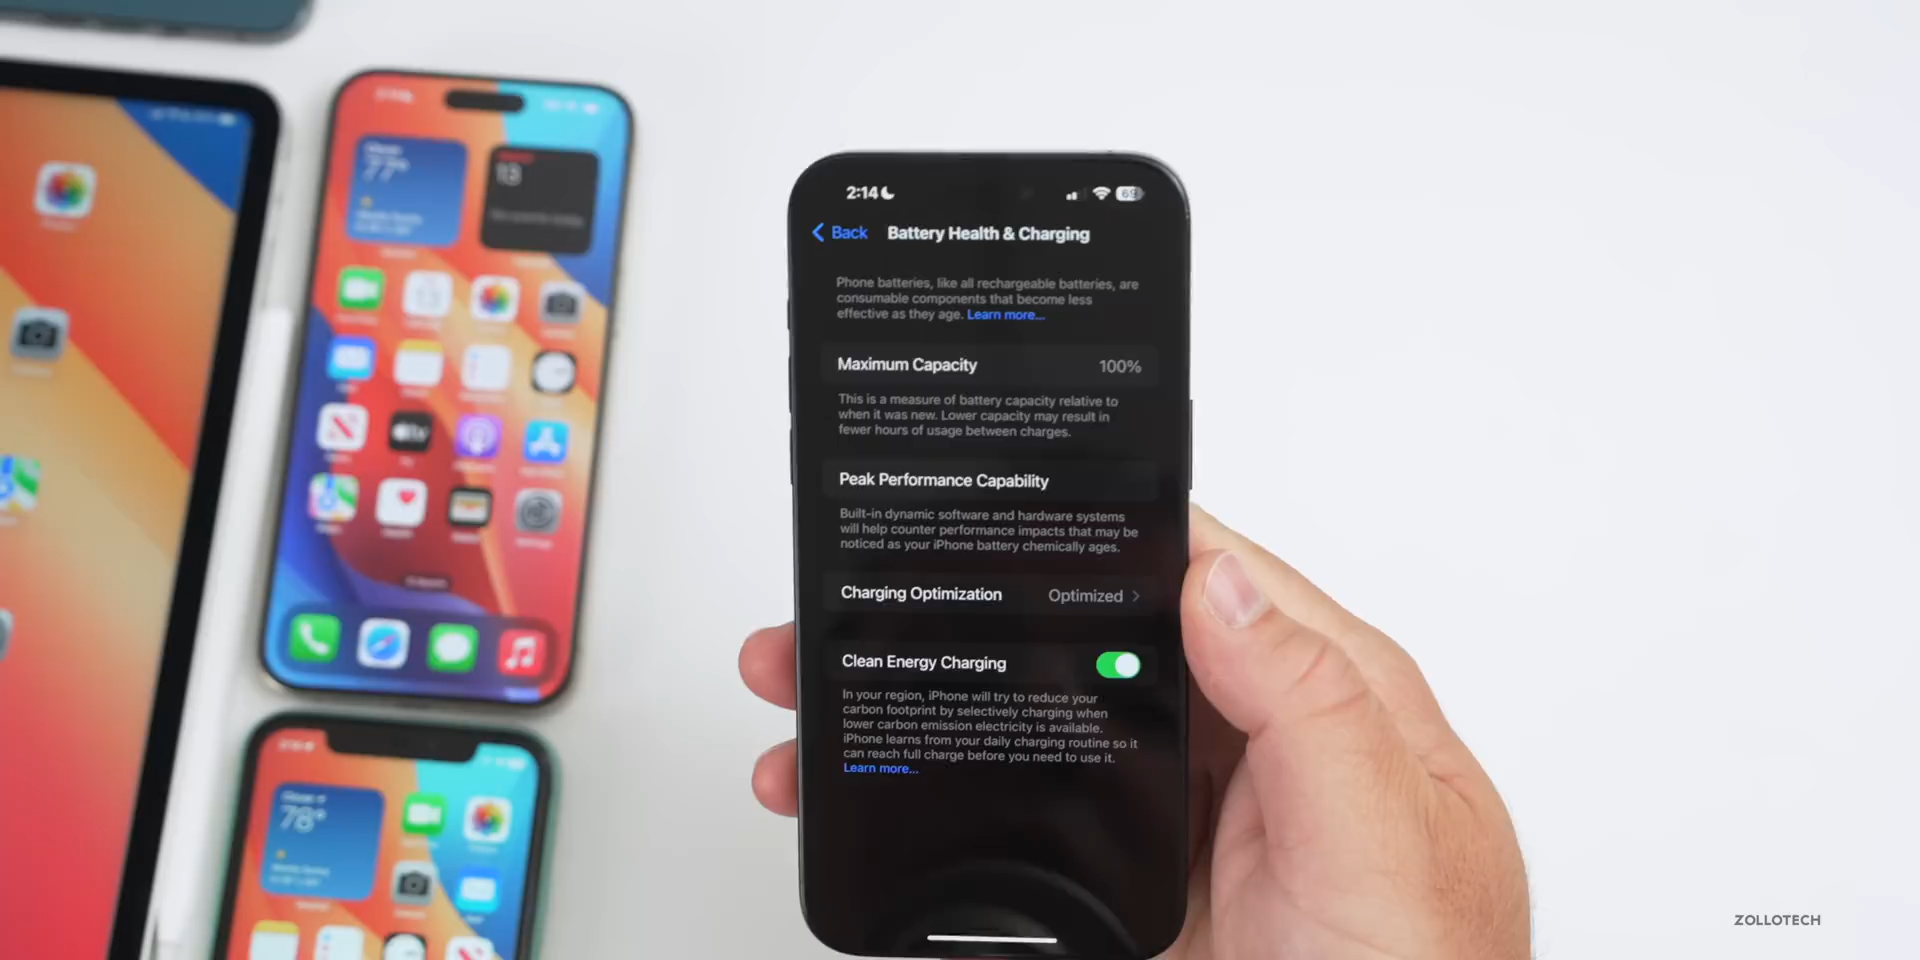 2:14
69
Back
Battery Health & Charging
Phone batteries, like all rechargeable batteries, are
consumable components that become less
effective as they age. Learn more...
Maximum Capacity 100%
This is a measure of battery capacity relative to
when it was new. Lower capacity may result in
fewer hours of usage between charges.
Peak Performance Capability
Built-in dynamic software and hardware systems
will help counter performance impacts that may be
noticed as your iPhone battery chemically ages.
Charging Optimization Optimized
Clean Energy Charging
In your region, iPhone will try to reduce your
carbon footprint by selectively charging when
lower carbon emission electricity is available.
iPhone learns from your daily charging routine so it
can reach full charge before you need to use it.
Learn more...
77°
13
78°
ZOLLOTECH